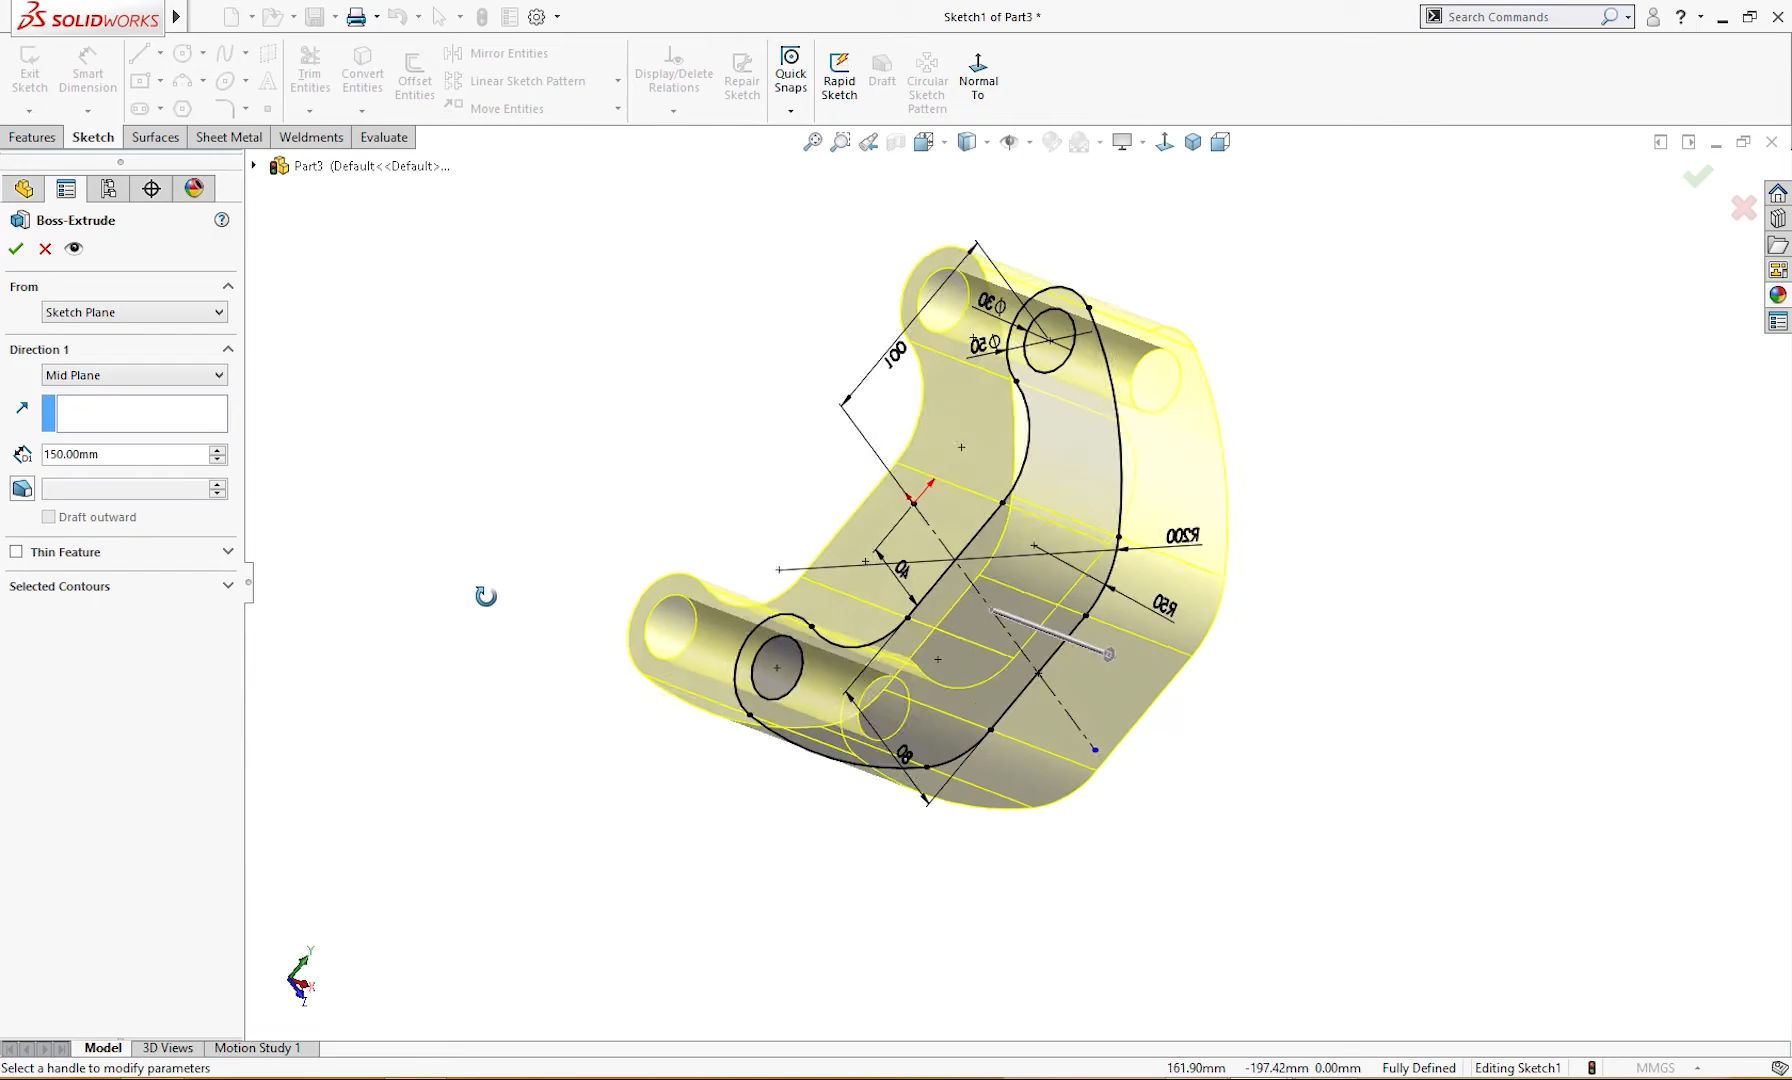 SOLIDWORKS
Sketch1 of Part3 *
Search Commands
?
Exit Sketch
Smart Dimension
Trim Entities
Convert Entities
Offset Entities
Mirror Entities
Linear Sketch Pattern
Move Entities
Display/Delete Relations
Repair Sketch
Quick Snaps
Rapid Sketch
Draft
Circular Sketch Pattern
Normal To
Features
Sketch
Surfaces
Sheet Metal
Weldments
Evaluate
Part3 (Default<<Default>...
Boss-Extrude
?
From
Sketch Plane
Direction 1
Mid Plane
D1
150.00mm
Draft outward
Thin Feature
Selected Contours
100
Φ30
Φ50
R200
40
R50
80
Y
X
Z
Model
3D Views
Motion Study 1
Select a handle to modify parameters
161.90mm
-197.42mm 0.00mm
Fully Defined
Editing Sketch1
MMGS